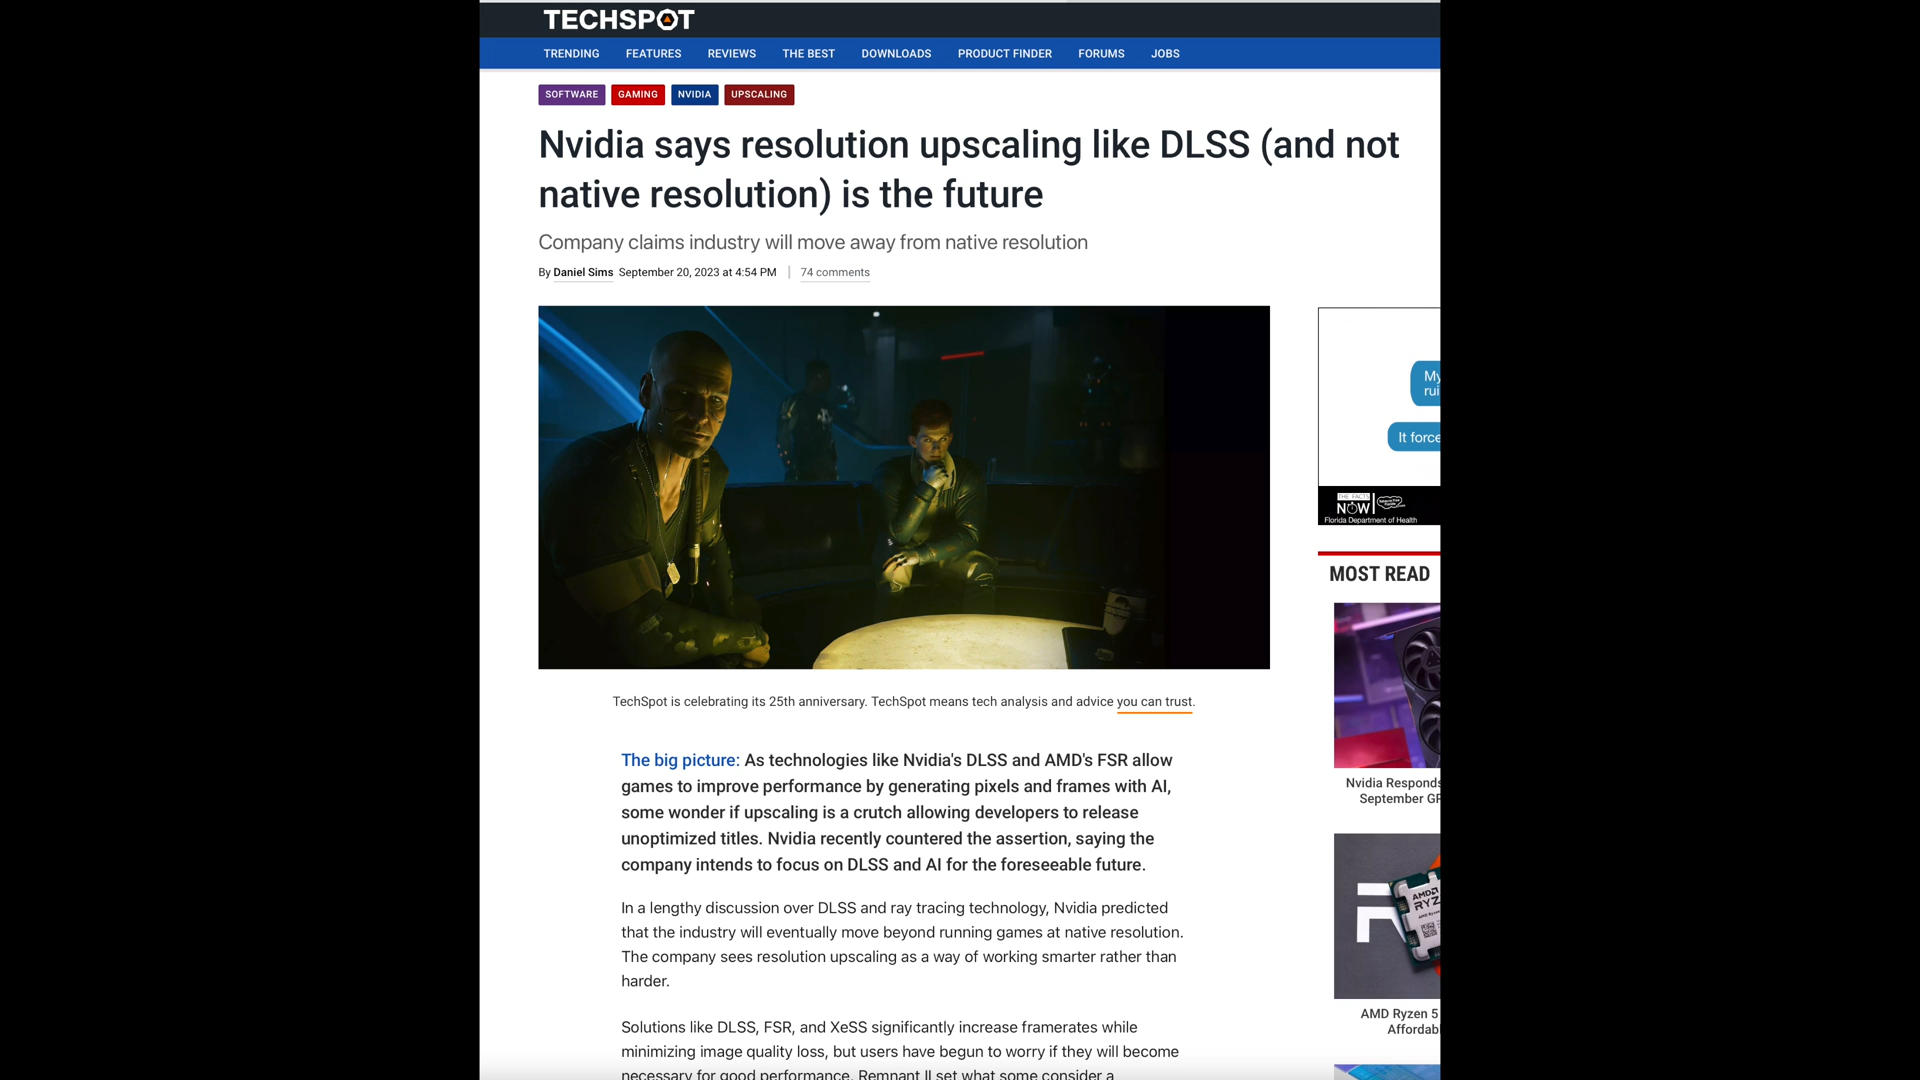 TECHSPOT
TRENDING FEATURES REVIEWS THE BEST DOWNLOADS PRODUCT FINDER FORUMS JOBS
SOFTWARE GAMING NVIDIA UPSCALING
Nvidia says resolution upscaling like DLSS (and not
native resolution) is the future
Company claims industry will move away from native resolution
By Daniel Sims September 20, 2023 at 4:54 PM 74 comments
TechSpot is celebrating its 25th anniversary. TechSpot means tech analysis and advice you can trust.
The big picture: As technologies like Nvidia's DLSS and AMD's FSR allow
games to improve performance by generating pixels and frames with AI,
some wonder if upscaling is a crutch allowing developers to release
unoptimized titles. Nvidia recently countered the assertion, saying the
company intends to focus on DLSS and AI for the foreseeable future.
In a lengthy discussion over DLSS and ray tracing technology, Nvidia predicted
that the industry will eventually move beyond running games at native resolution.
The company sees resolution upscaling as a way of working smarter rather than
harder.
Solutions like DLSS, FSR, and XeSS significantly increase framerates while
minimizing image quality loss, but users have begun to worry if they will become
necessary for good performance. Remnant II set what some consider a
My
rui
It force
THE FACTS
NOW
Florida Department of Health
MOST READ
Nvidia Responds
September GP
AMD
RYZ
AMD Ryzen 5
Affordab